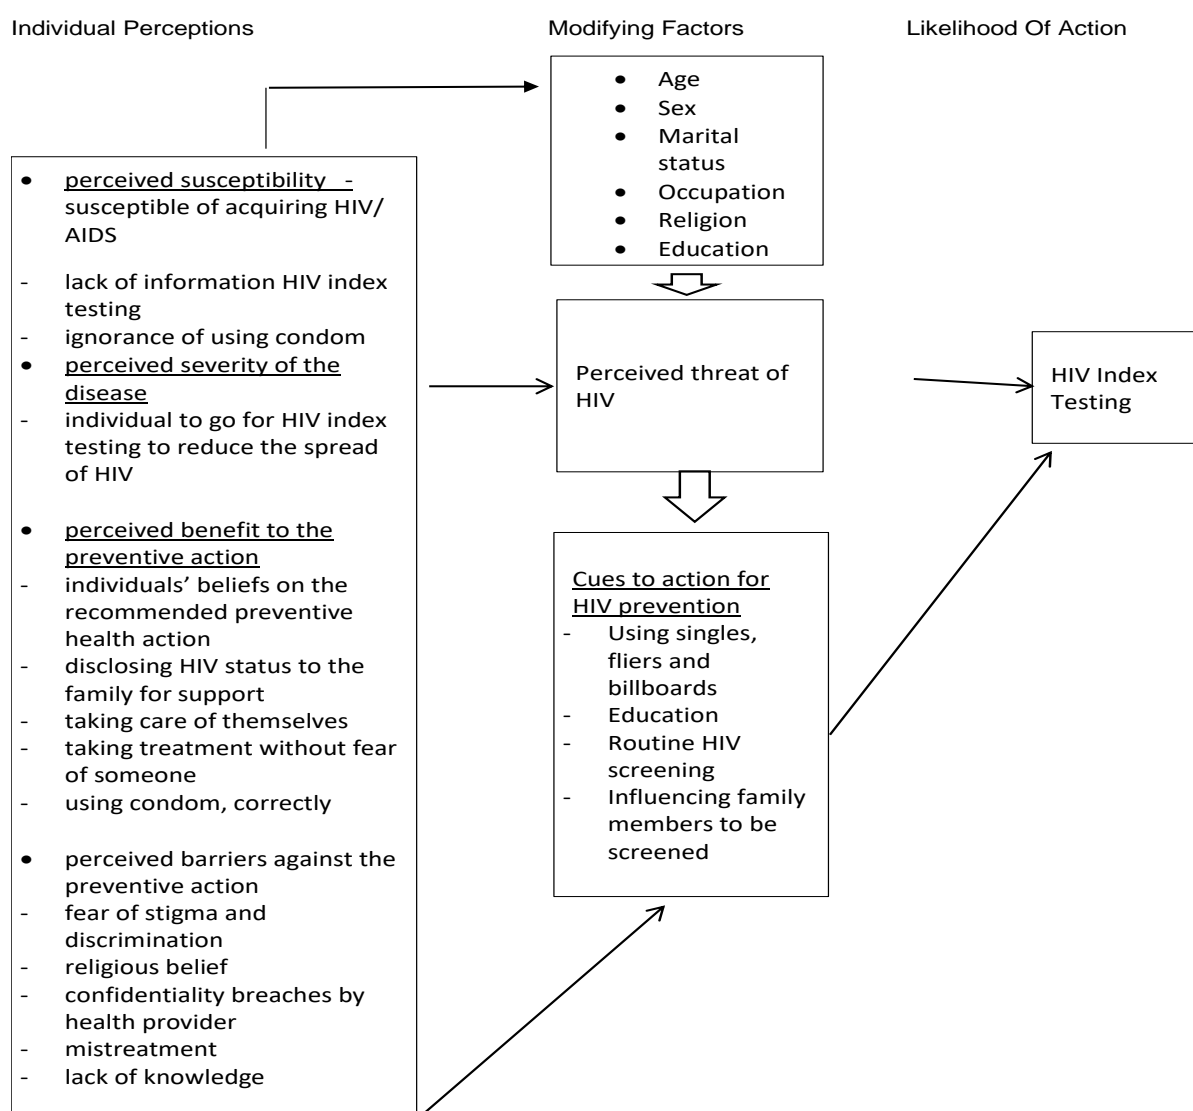 Individual Perceptions
Modifying Factors
Likelihood Of Action
• Age
• Sex
• Marital
status
• Occupation
• Religion
• Education
• perceived susceptibility -
susceptible of acquiring HIV/
AIDS
- lack of information HIV index
testing
- ignorance of using condom
• perceived severity of the
disease
- individual to go for HIV index
testing to reduce the spread
of HIV
• perceived benefit to the
preventive action
- individuals’ beliefs on the
recommended preventive
health action
- disclosing HIV status to the
family for support
- taking care of themselves
- taking treatment without fear
of someone
- using condom, correctly
• perceived barriers against the
preventive action
- fear of stigma and
discrimination
- religious belief
- confidentiality breaches by
health provider
- mistreatment
- lack of knowledge
Perceived threat of
HIV
Cues to action for
HIV prevention
- Using singles,
fliers and
billboards
- Education
- Routine HIV
screening
- Influencing family
members to be
screened
HIV Index
Testing